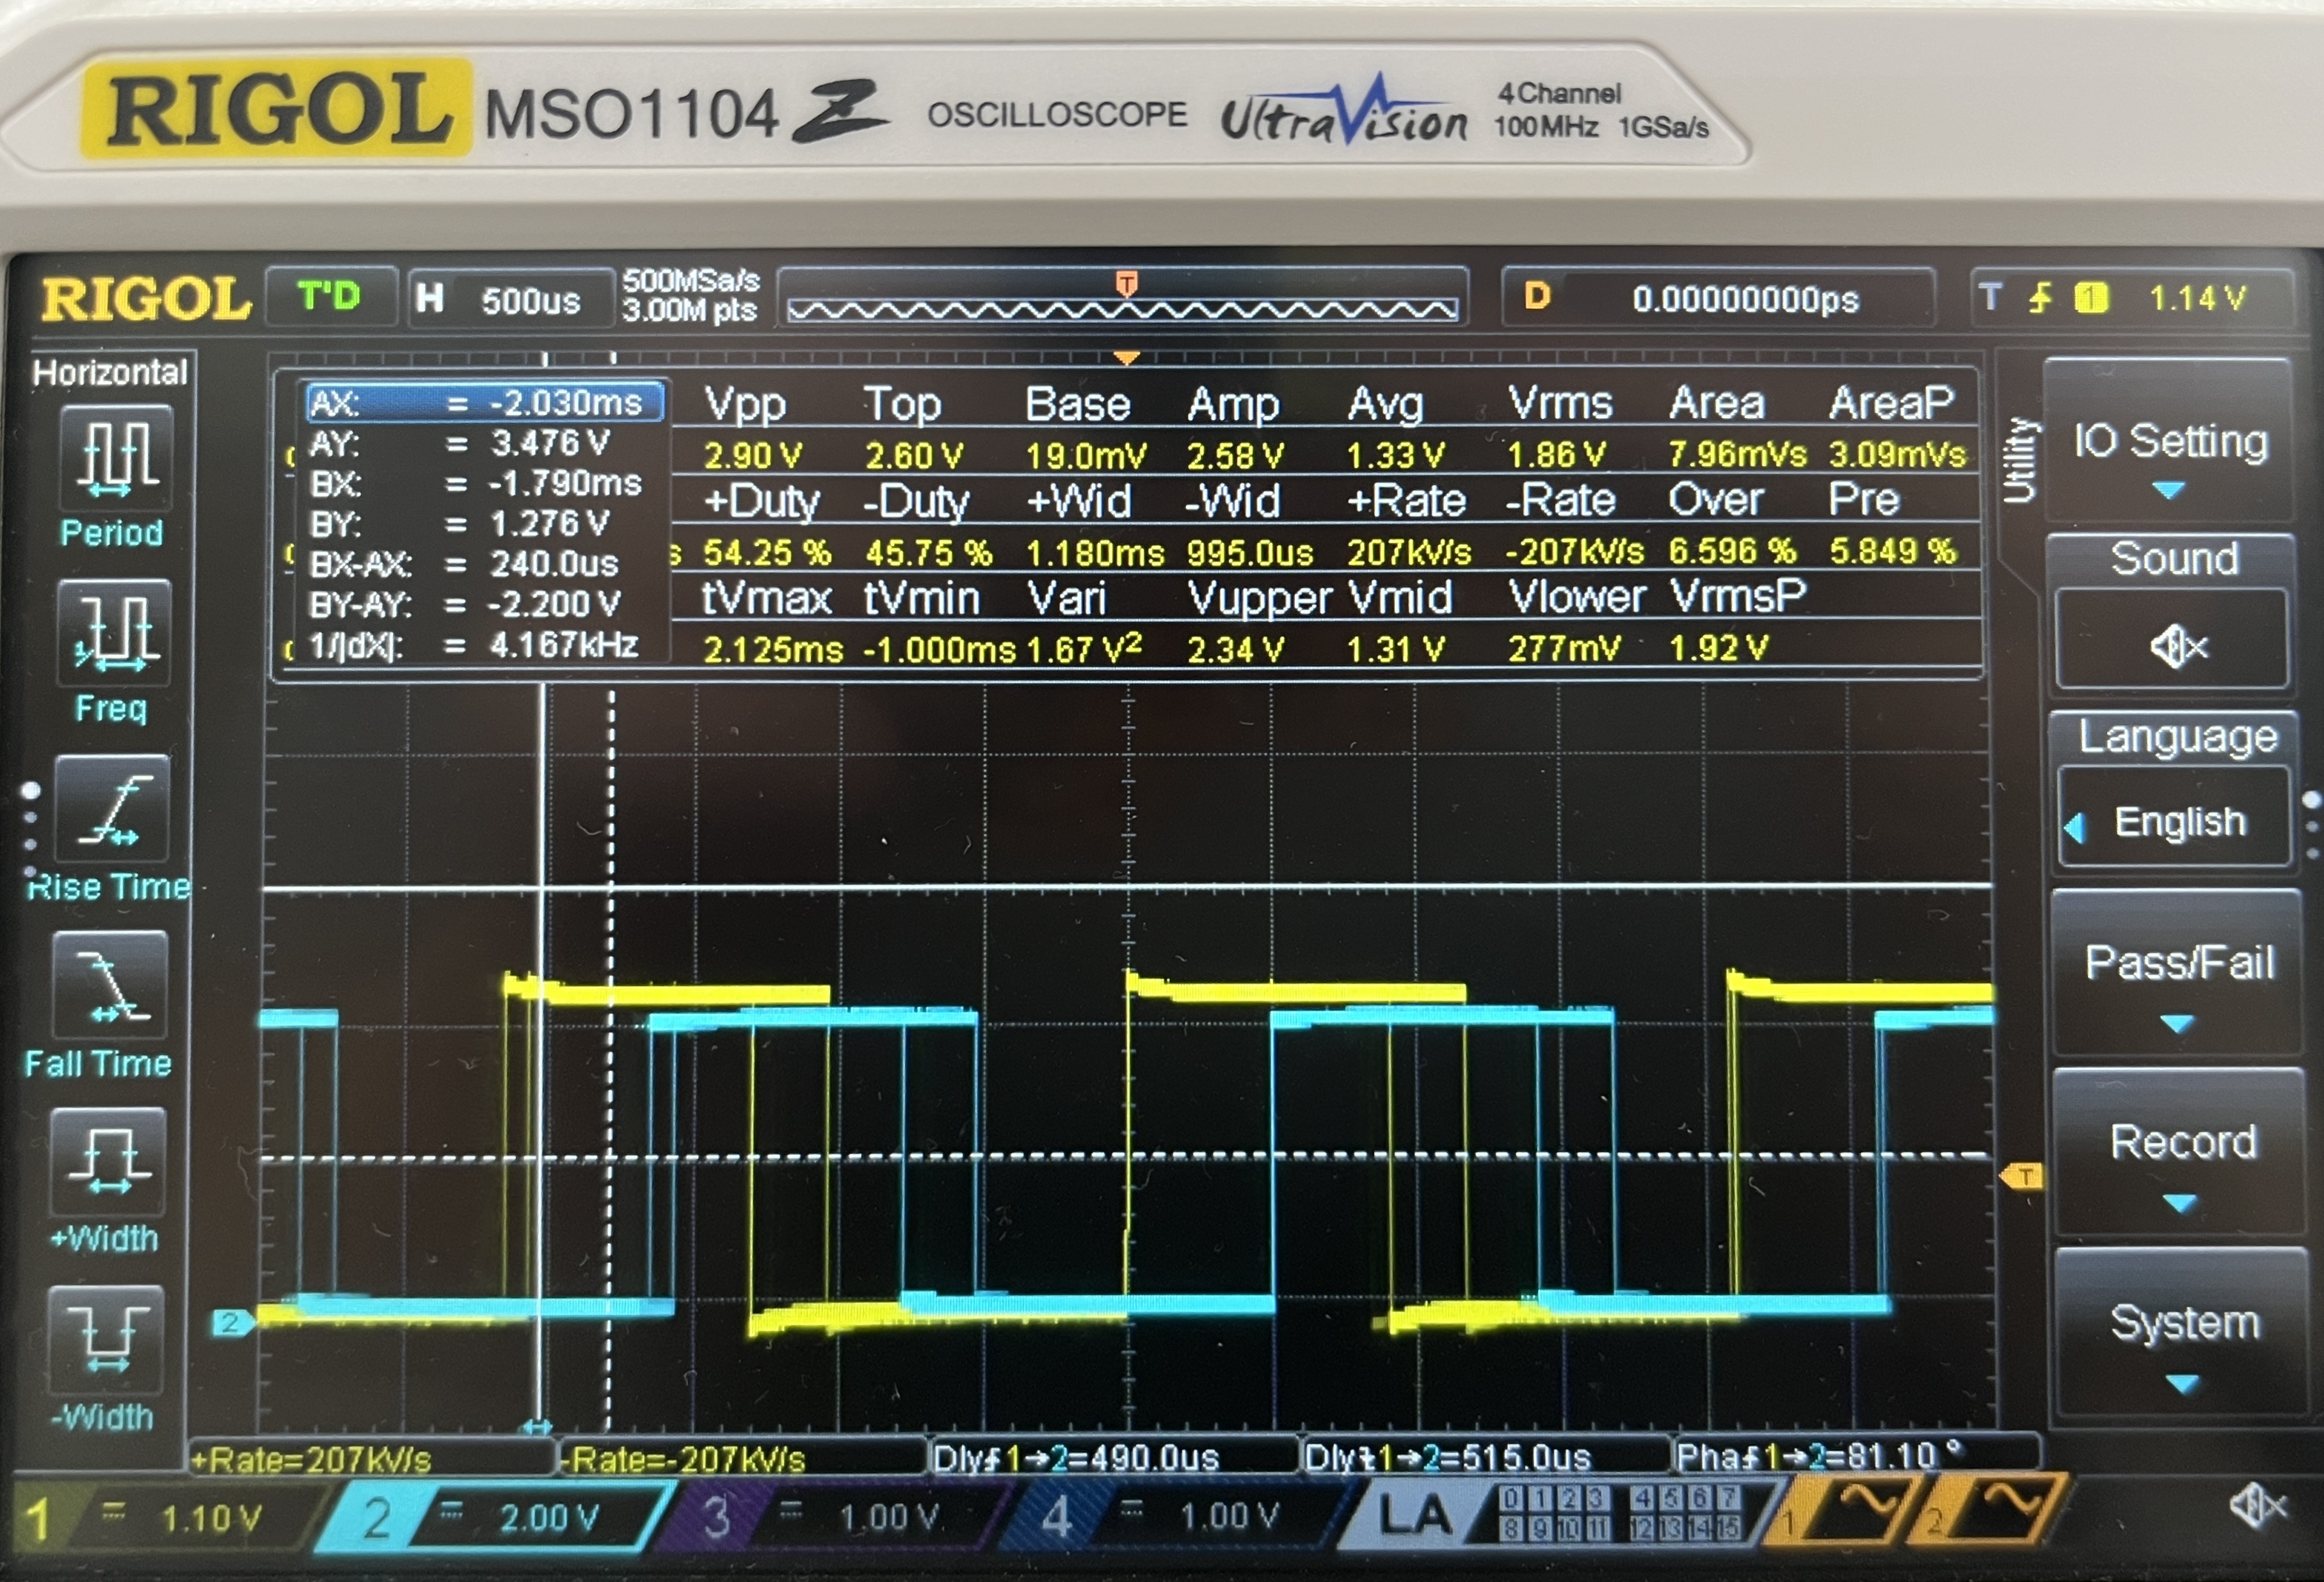 RIGOL MSO1104Z OSCILLOSCOPE UltraVision 4 Channel
100MHz 1GSa/s
RIGOL T'D H 500us 500MSa/s
3.00M pts
T
D 0.00000000ps T 1 1.14 V
Horizontal
Period
Freq
Rise Time
Fall Time
+Width
-Width
AX: = -2.030ms
AY: = 3.476 V
BX: = -1.790ms
BY: = 1.276 V
BX-AX: = 240.0us
BY-AY: = -2.200 V
1/|dX|: = 4.167kHz
Vpp Top Base Amp Avg Vrms Area AreaP
2.90 V 2.60 V 19.0mV 2.58 V 1.33 V 1.86 V 7.96mVs 3.09mVs
+Duty -Duty +Wid -Wid +Rate -Rate Over Pre
s 54.25 % 45.75 % 1.180ms 995.0us 207kV/s -207kV/s 6.596 % 5.849 %
tVmax tVmin Vari Vupper Vmid Vlower VrmsP
2.125ms -1.000ms 1.67 V² 2.34 V 1.31 V 277mV 1.92 V
Utility
IO Setting
Sound
Language
English
Pass/Fail
Record
System
2
T
+Rate=207kV/s -Rate=-207kV/s Dly 1→2=490.0us Dly 1→2=515.0us Pha 1→2=81.10 °
1 = 1.10 V 2 = 2.00 V 3 = 1.00 V 4 = 1.00 V LA 0 1 2 3 4 5 6 7
8 9 10 11 12 13 14 15
1 2